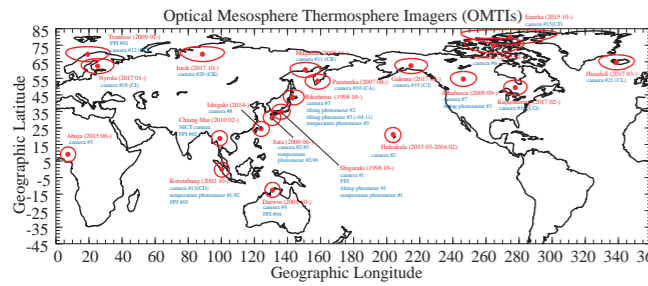 Optical Mesosphere Thermosphere Imagers (OMTIs)
Geographic Latitude
85
75
65
55
45
35
25
15
5
-5
-15
-25
-35
-45
Tromsoe (2009 01-)
FPI #01
camera #12
Nyrola (2017 01-)
camera #18 (CI)
Istok (2017 10-)
camera #20 (CK)
Magadan
camera #11 (CR)
Paratunka (2007
camera #10 (CA)
Rikubetsu (1998 10-)
camera #3
tilting photometer #2
tilting photometer #3 (-04 11)
temperature photometer #3
Ishigaki (2014-)
camera #8
Chiang Mai (2010 02-)
NICT camera
FPI #02
Abuja (2015 06-)
camera #5
Sata (2000
camera #2/#3
temperature
photometer #2/#1
Kototabang (2002 10-)
camera #13(CD)
temperature photometer #1/#2
FPI #03
Darwin (2001 10-)
camera #4
FPI #04
Shigaraki (1998 10-)
camera #1
FPI
tilting photometer #1
temperature photometer #1
Haleakala (2013 03-2016.02)
camera #2
Gakona (2017
camera #19 (CJ)
Athabasca (2005 09-)
camera #7
tilting photometer #3
Eureka (2015 10-)
camera #15(CF)
Kapuskasing (2017 02-)
Husafell (2017 03-)
camera #21 (CL)
0 20 40 60 80 100 120 140 160 180 200 220 240 260 280 300 320 340
Geographic Longitude